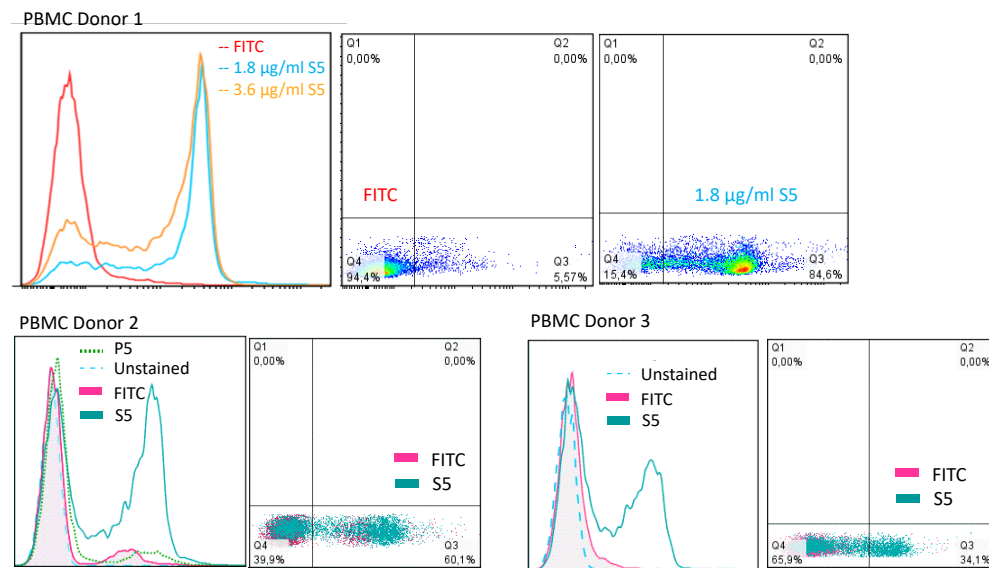 PBMC Donor 1
-- FITC
-- 1.8 µg/ml S5
-- 3.6 µg/ml S5
Q1
0,00%
Q2
0,00%
FITC
Q4
94,4%
Q3
5,57%
Q1
0,00%
Q2
0,00%
1.8 µg/ml S5
Q4
15,4%
Q3
84,6%
PBMC Donor 2
P5
Unstained
FITC
S5
Q1
0,00%
Q2
0,00%
FITC
S5
Q4
39,9%
Q3
60,1%
PBMC Donor 3
Unstained
FITC
S5
Q1
0,00%
Q2
0,00%
FITC
S5
Q4
65,9%
Q3
34,1%